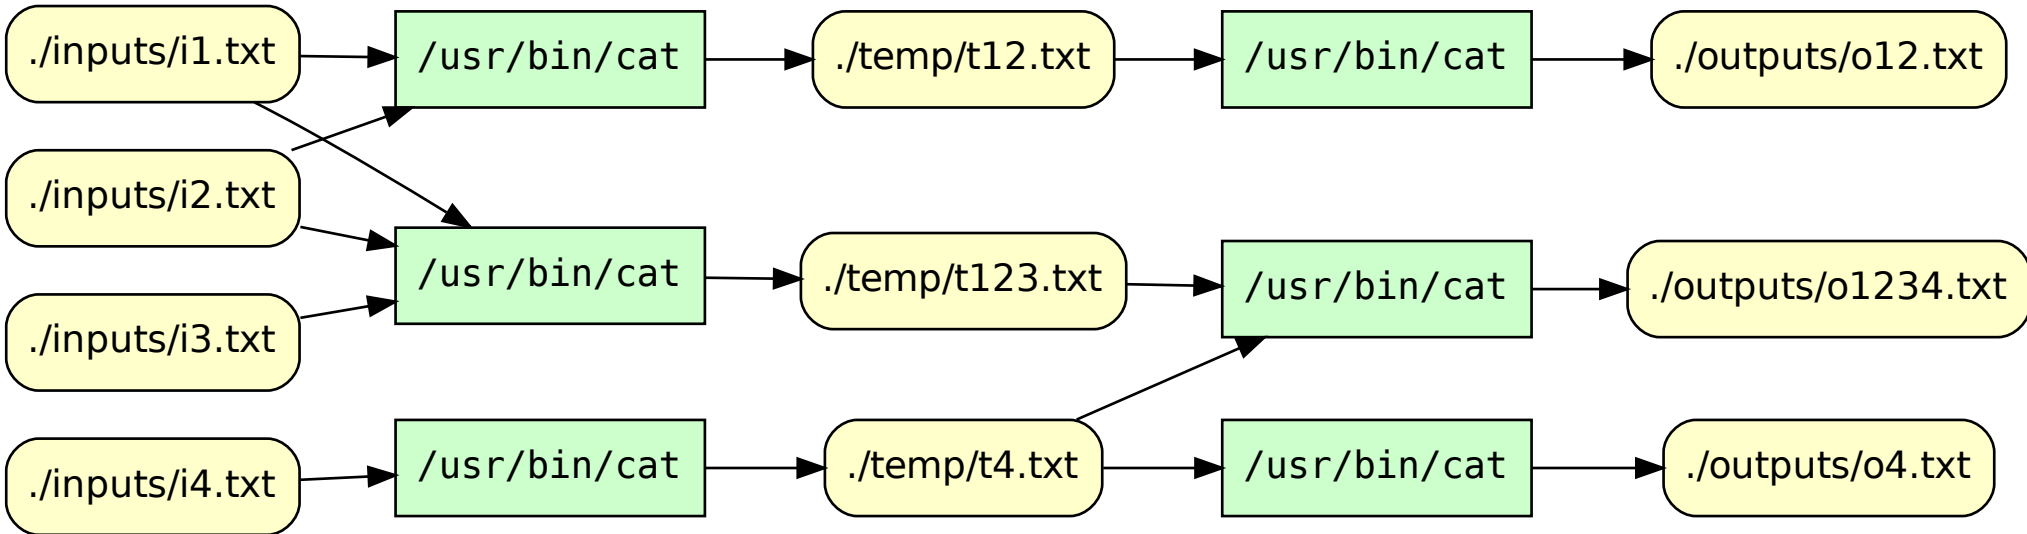 ./inputs/i1.txt
/usr/bin/cat
./temp/t12.txt
/usr/bin/cat
./outputs/o12.txt
./inputs/i2.txt
/usr/bin/cat
./temp/t123.txt
/usr/bin/cat
./outputs/o1234.txt
./inputs/i3.txt
./inputs/i4.txt
/usr/bin/cat
./temp/t4.txt
/usr/bin/cat
./outputs/o4.txt